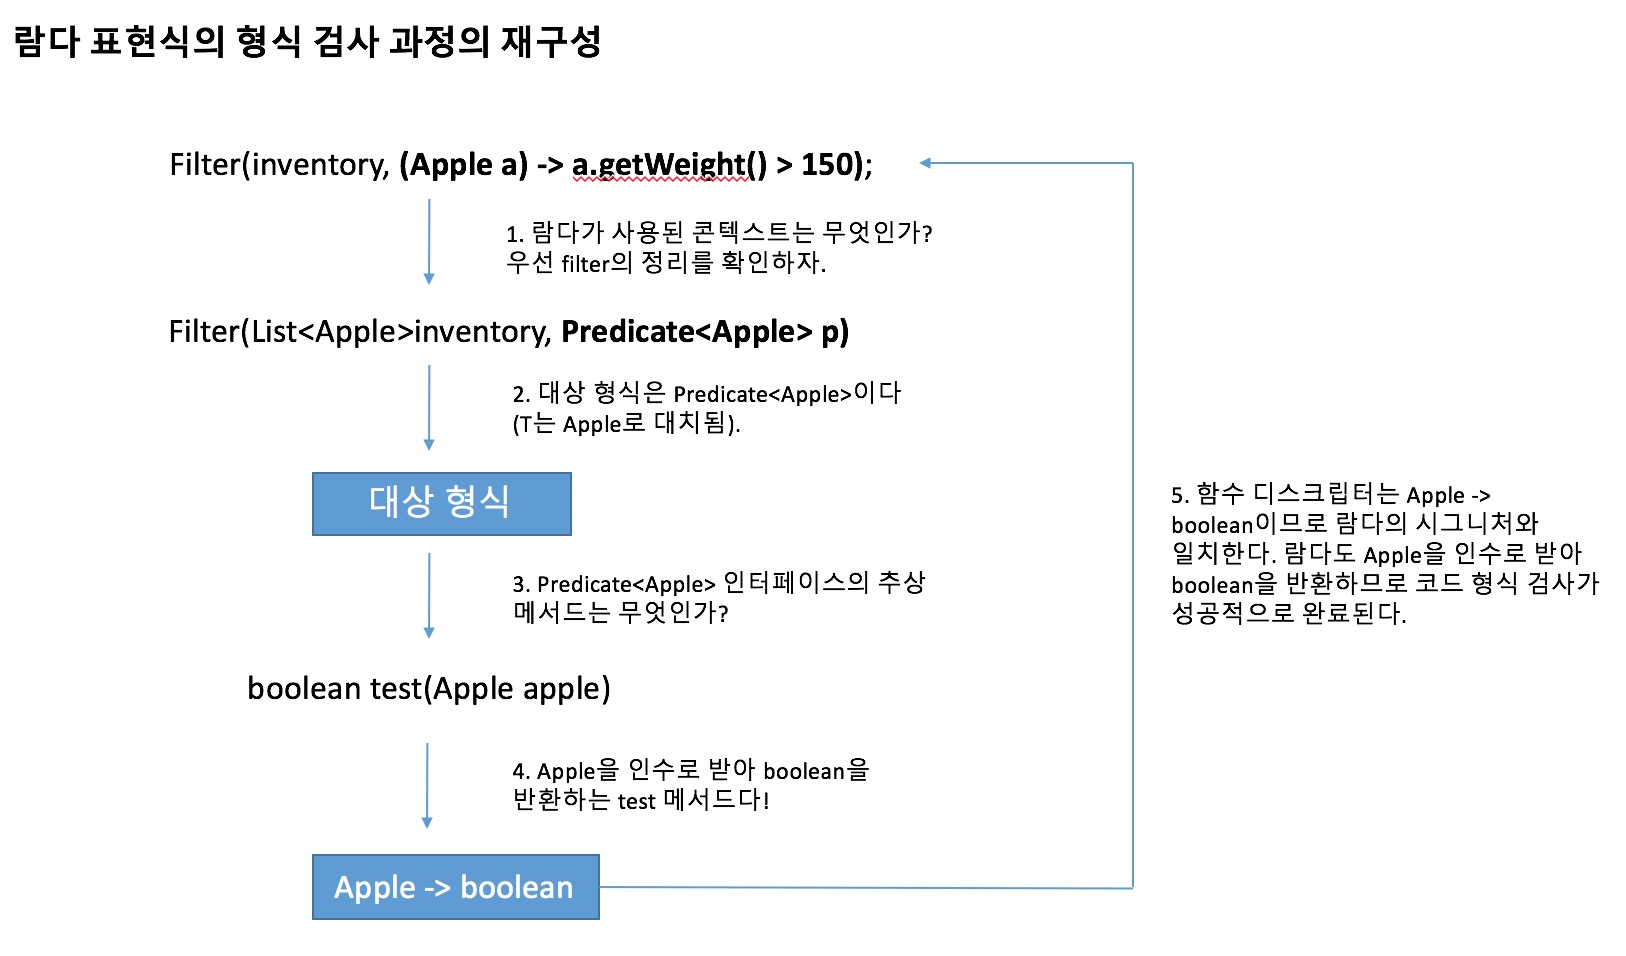 람다 표현식의 형식 검사 과정의 재구성
Filter(inventory, (Apple a) -> a.getWeight() > 150);
1. 람다가 사용된 콘텍스트는 무엇인가?
우선 filter의 정리를 확인하자.
Filter(List<Apple>inventory, Predicate<Apple> p)
2. 대상 형식은 Predicate<Apple>이다
(T는 Apple로 대치됨).
대상 형식
3. Predicate<Apple> 인터페이스의 추상
메서드는 무엇인가?
boolean test(Apple apple)
4. Apple을 인수로 받아 boolean을
반환하는 test 메서드다!
Apple -> boolean
5. 함수 디스크립터는 Apple ->
boolean이므로 람다의 시그니처와
일치한다. 람다도 Apple을 인수로 받아
boolean을 반환하므로 코드 형식 검사가
성공적으로 완료된다.